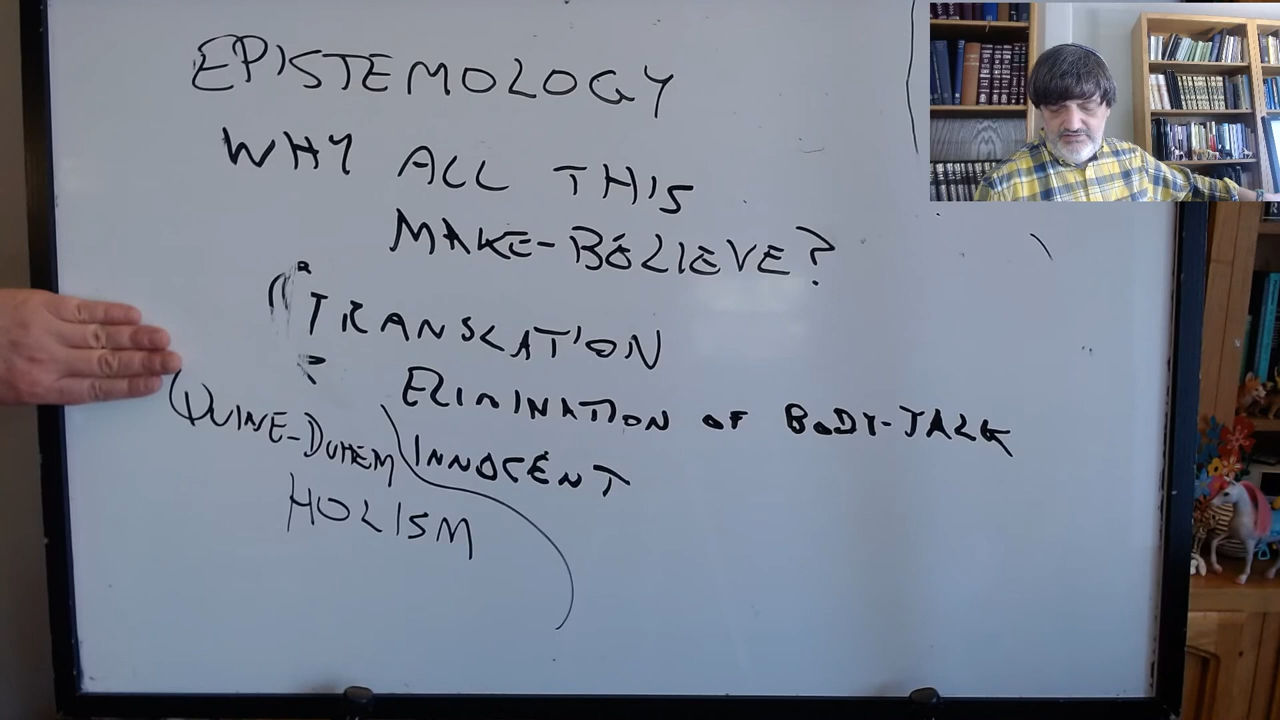 EPISTEMOLOGY
WHY ALL THIS
MAKE-BELIEVE?
TRANSLATION
ELIMINATION OF BODY-TALK
QUINE-DUHEM INNOCENT
HOLISM